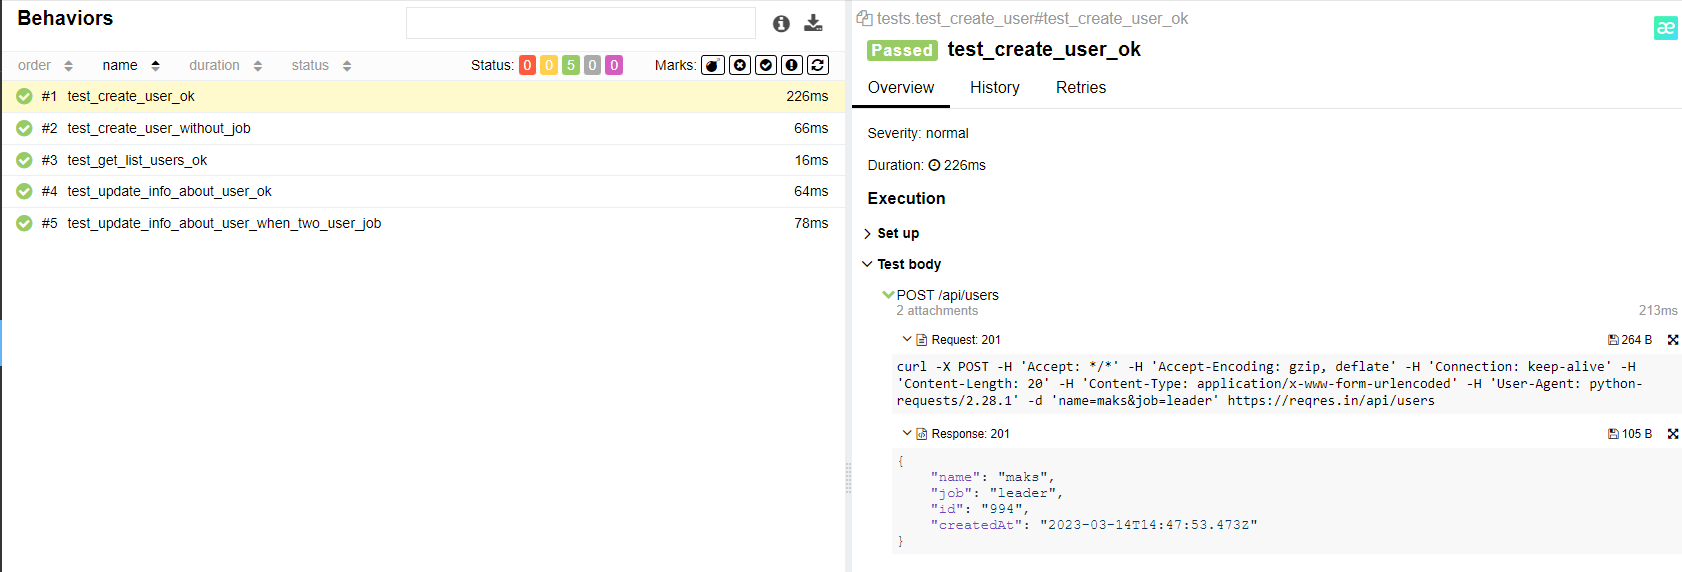 Behaviors
order name duration status Status: 0 0 5 0 0 Marks:
#1 test_create_user_ok 226ms
#2 test_create_user_without_job 66ms
#3 test_get_list_users_ok 16ms
#4 test_update_info_about_user_ok 64ms
#5 test_update_info_about_user_when_two_user_job 78ms
tests.test_create_user#test_create_user_ok
æ
Passed test_create_user_ok
Overview History Retries
Severity: normal
Duration: 226ms
Execution
Set up
Test body
POST /api/users
2 attachments 213ms
Request: 201 264 B
curl -X POST -H 'Accept: */*' -H 'Accept-Encoding: gzip, deflate' -H 'Connection: keep-alive' -H
'Content-Length: 20' -H 'Content-Type: application/x-www-form-urlencoded' -H 'User-Agent: python-
requests/2.28.1' -d 'name=maks&job=leader' https://reqres.in/api/users
Response: 201 105 B
{
"name": "maks",
"job": "leader",
"id": "994",
"createdAt": "2023-03-14T14:47:53.473Z"
}